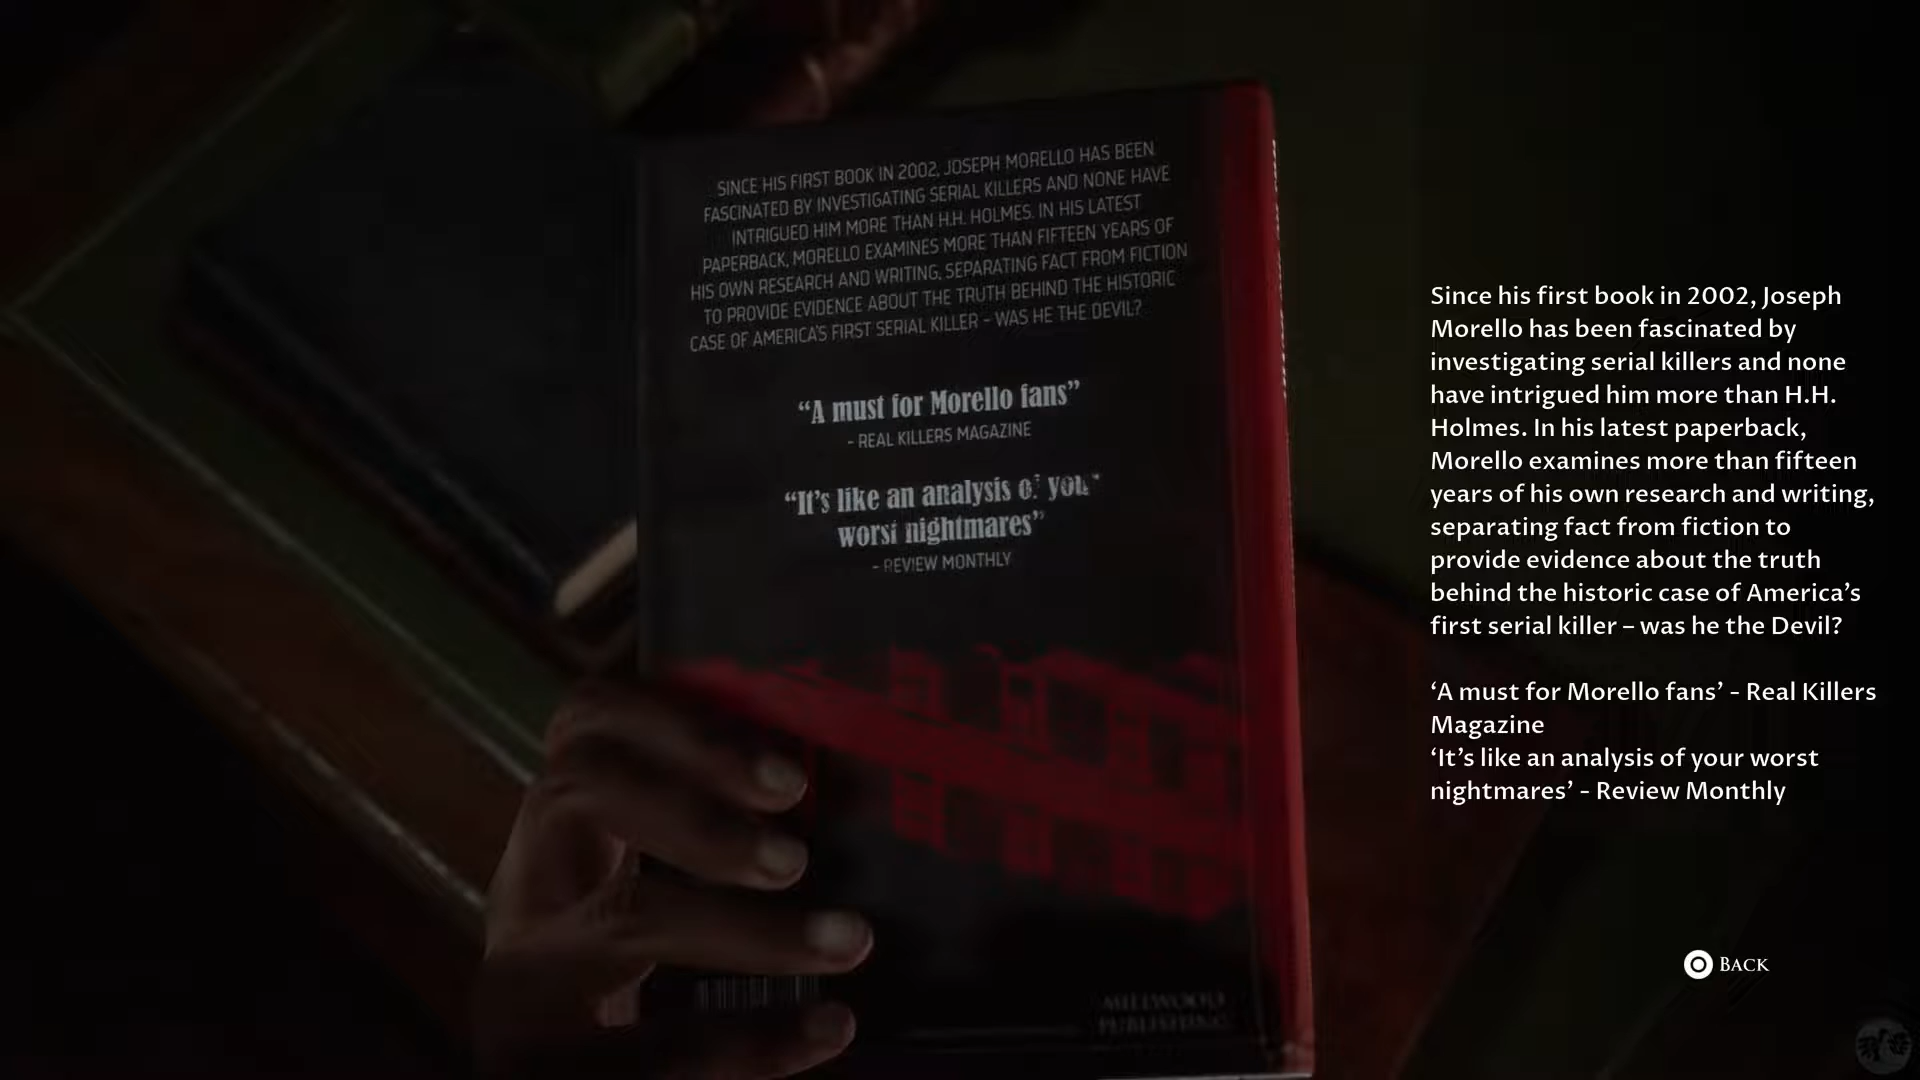 SINCE HIS FIRST BOOK IN 2002, JOSEPH MORELLO HAS BEEN
FASCINATED BY INVESTIGATING SERIAL KILLERS AND NONE HAVE
INTRIGUED HIM MORE THAN H.H. HOLMES. IN HIS LATEST
PAPERBACK, MORELLO EXAMINES MORE THAN FIFTEEN YEARS OF
HIS OWN RESEARCH AND WRITING, SEPARATING FACT FROM FICTION
TO PROVIDE EVIDENCE ABOUT THE TRUTH BEHIND THE HISTORIC
CASE OF AMERICA'S FIRST SERIAL KILLER – WAS HE THE DEVIL?
“A must for Morello fans”
- REAL KILLERS MAGAZINE
“It’s like an analysis of your
worst nightmares”
- REVIEW MONTHLY
MILLWOOD
PUBLISHING
Since his first book in 2002, Joseph
Morello has been fascinated by
investigating serial killers and none
have intrigued him more than H.H.
Holmes. In his latest paperback,
Morello examines more than fifteen
years of his own research and writing,
separating fact from fiction to
provide evidence about the truth
behind the historic case of America’s
first serial killer – was he the Devil?
‘A must for Morello fans’ - Real Killers
Magazine
‘It’s like an analysis of your worst
nightmares’ - Review Monthly
BACK